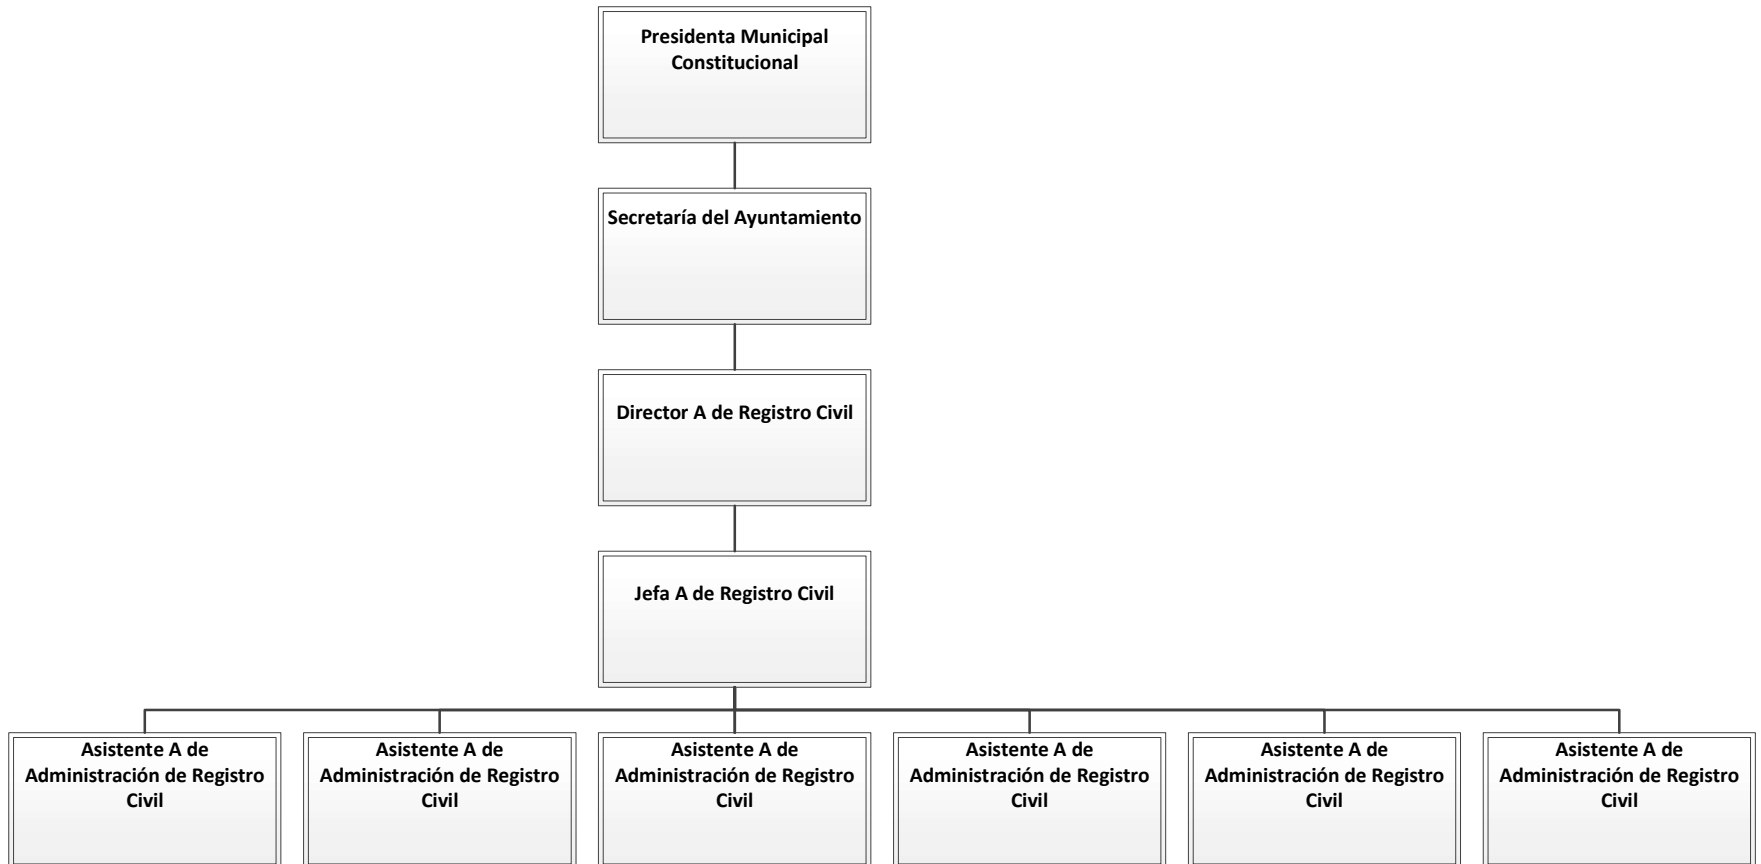 Presidenta Municipal
Constitucional
Secretaría del Ayuntamiento
Director A de Registro Civil
Jefa A de Registro Civil
Asistente A de
Administración de Registro
Civil
Asistente A de
Administración de Registro
Civil
Asistente A de
Administración de Registro
Civil
Asistente A de
Administración de Registro
Civil
Asistente A de
Administración de Registro
Civil
Asistente A de
Administración de Registro
Civil